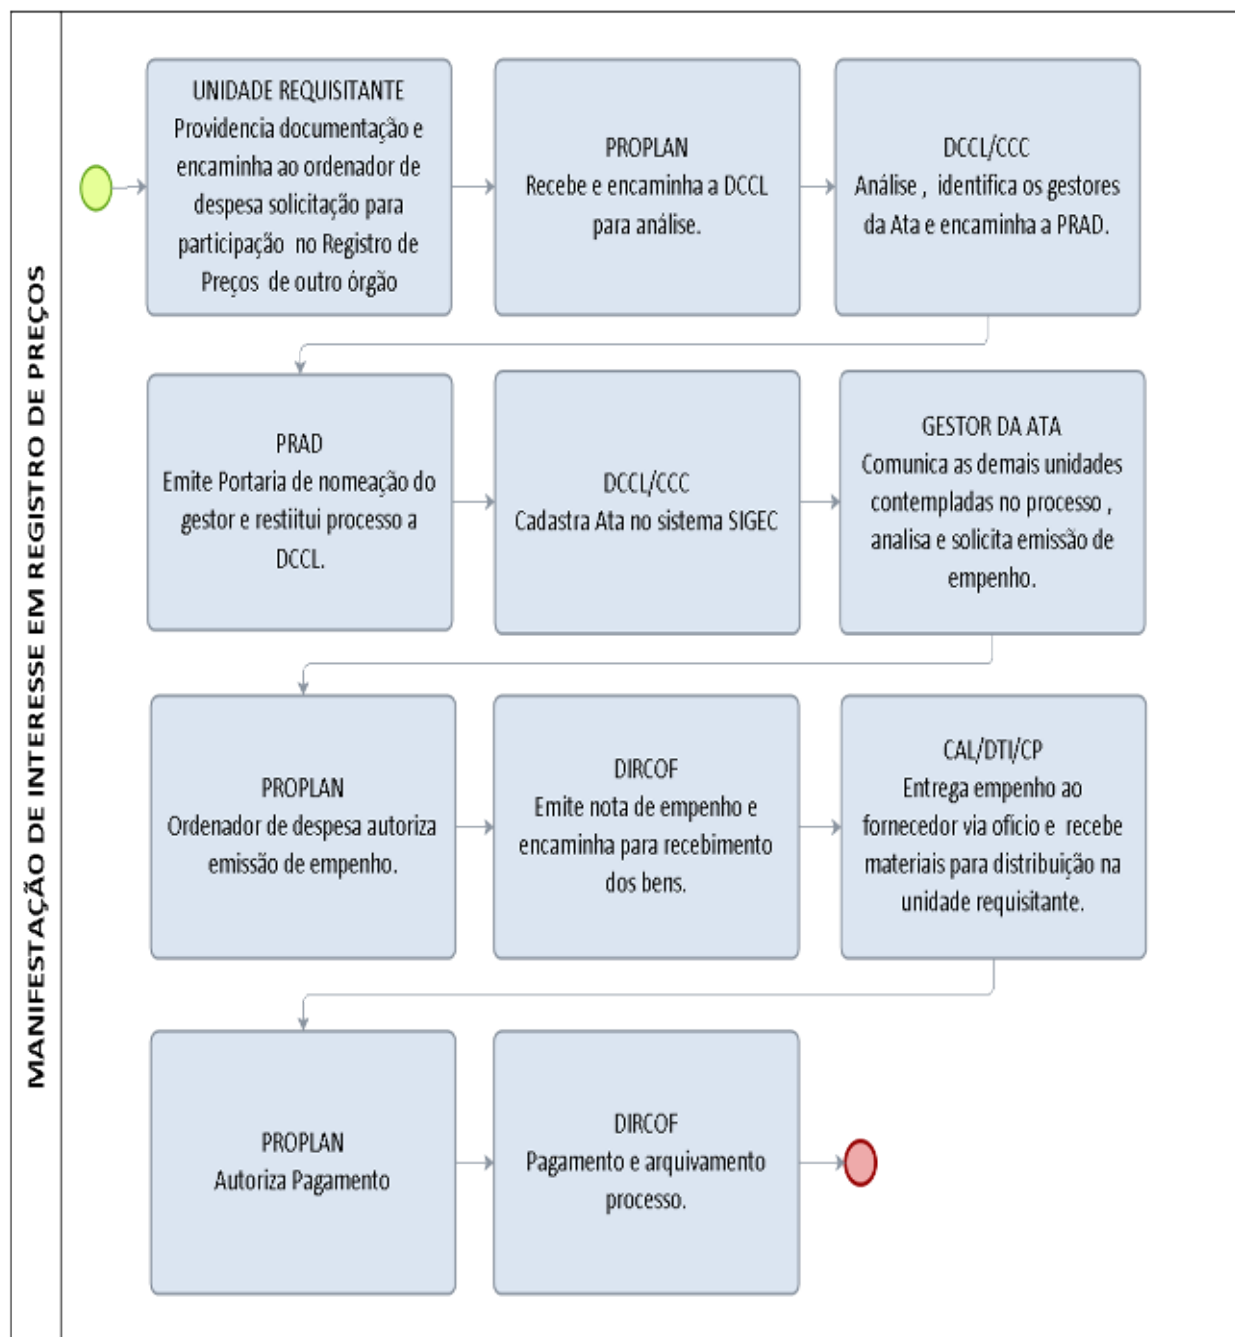 MANIFESTAÇÃO DE INTERESSE EM REGISTRO DE PREÇOS
UNIDADE REQUISITANTE
Providencia documentação e
encaminha ao ordenador de
despesa solicitação para
participação no Registro de
Preços de outro órgão
PROPLAN
Recebe e encaminha a DCCL
para análise.
DCCL/CCC
Análise , identifica os gestores
da Ata e encaminha a PRAD.
PRAD
Emite Portaria de nomeação do
gestor e restiitui processo a
DCCL.
DCCL/CCC
Cadastra Ata no sistema SIGEC
GESTOR DA ATA
Comunica as demais unidades
contempladas no processo ,
analisa e solicita emissão de
empenho.
PROPLAN
Ordenador de despesa autoriza
emissão de empenho.
DIRCOF
Emite nota de empenho e
encaminha para recebimento
dos bens.
CAL/DTI/CP
Entrega empenho ao
fornecedor via ofício e recebe
materiais para distribuição na
unidade requisitante.
PROPLAN
Autoriza Pagamento
DIRCOF
Pagamento e arquivamento
processo.